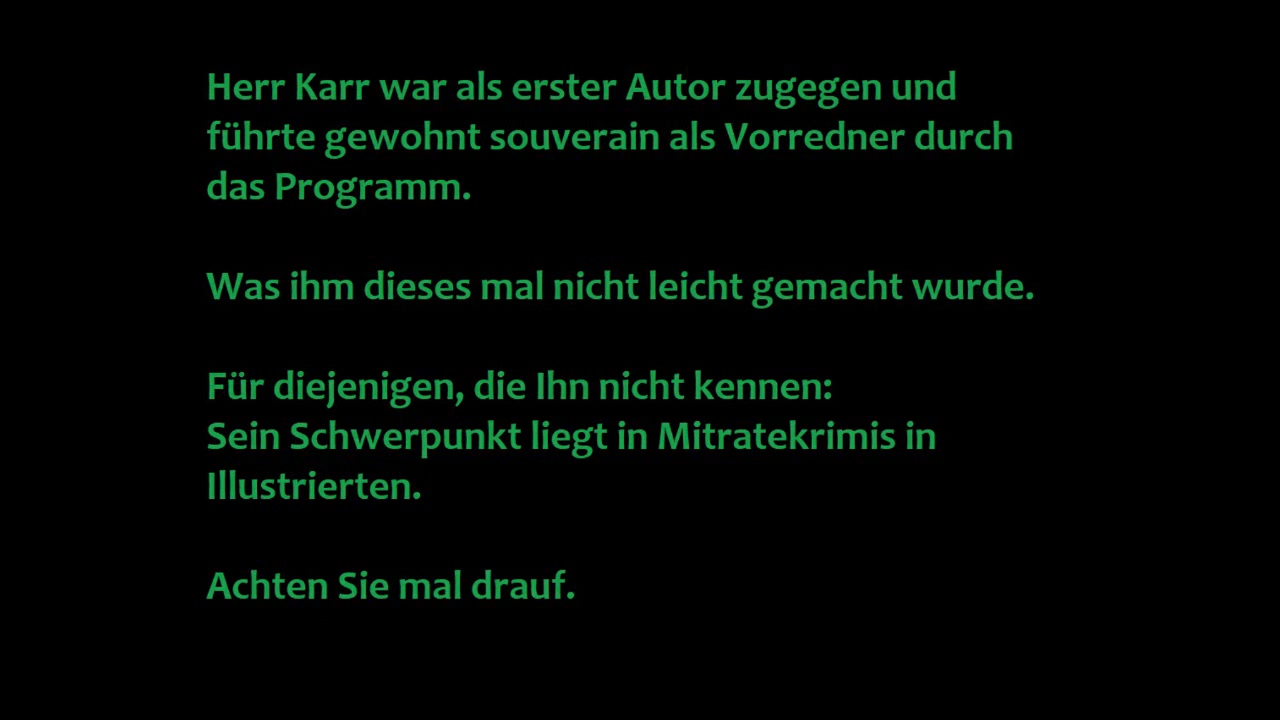 Herr Karr war als erster Autor zugegen und
führte gewohnt souverain als Vorredner durch
das Programm.
Was ihm dieses mal nicht leicht gemacht wurde.
Für diejenigen, die Ihn nicht kennen:
Sein Schwerpunkt liegt in Mitratekrimis in
Illustrierten.
Achten Sie mal drauf.